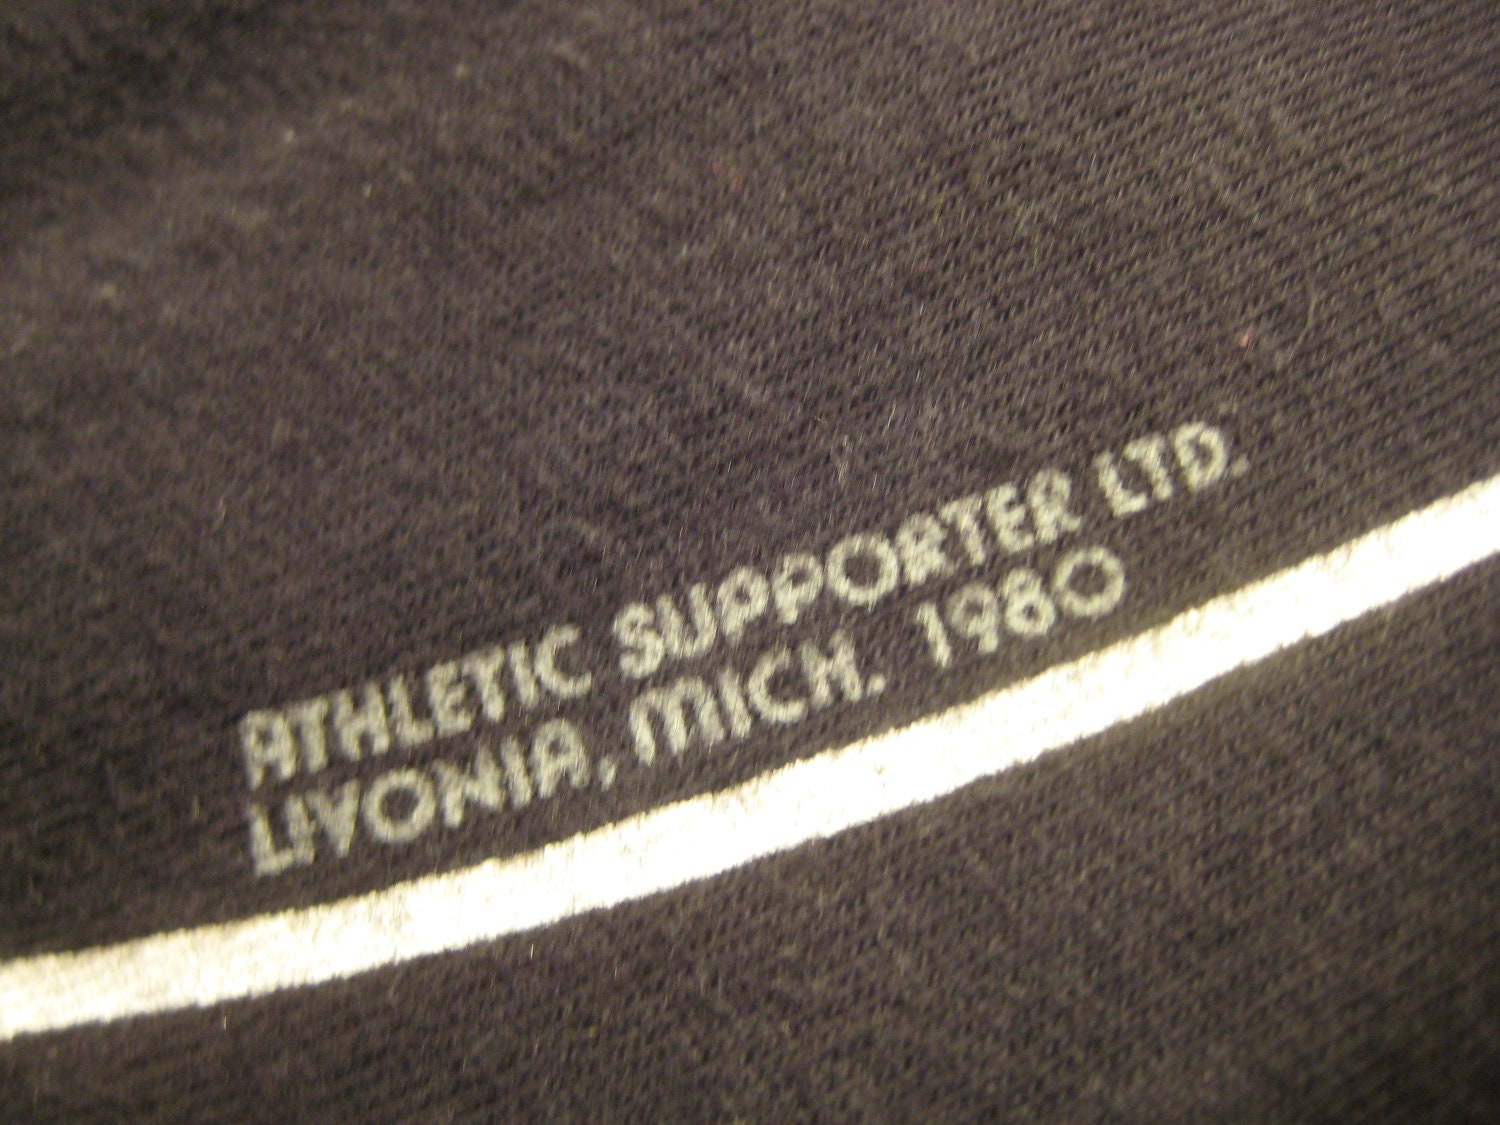 ATHLETIC SUPPORTER LTD.
LIVONIA, MICH. 1980